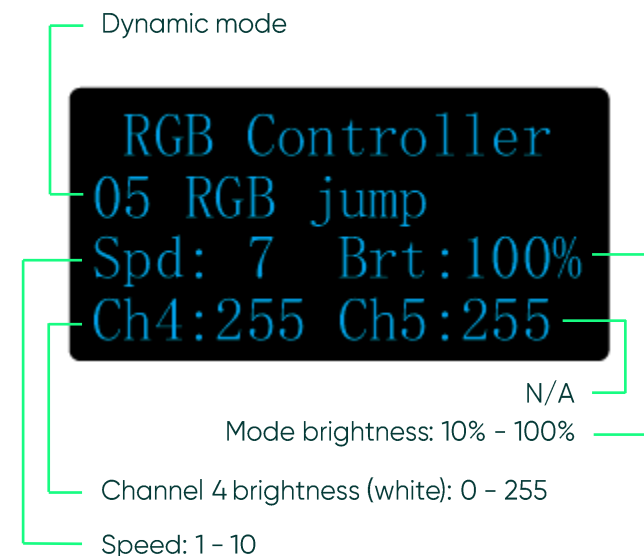 Dynamic mode
RGB Controller
05 RGB jump
Spd: 7 Brt:100%
Ch4:255 Ch5:255
N/A
Mode brightness: 10% - 100%
Channel 4 brightness (white): 0 - 255
Speed: 1 - 10